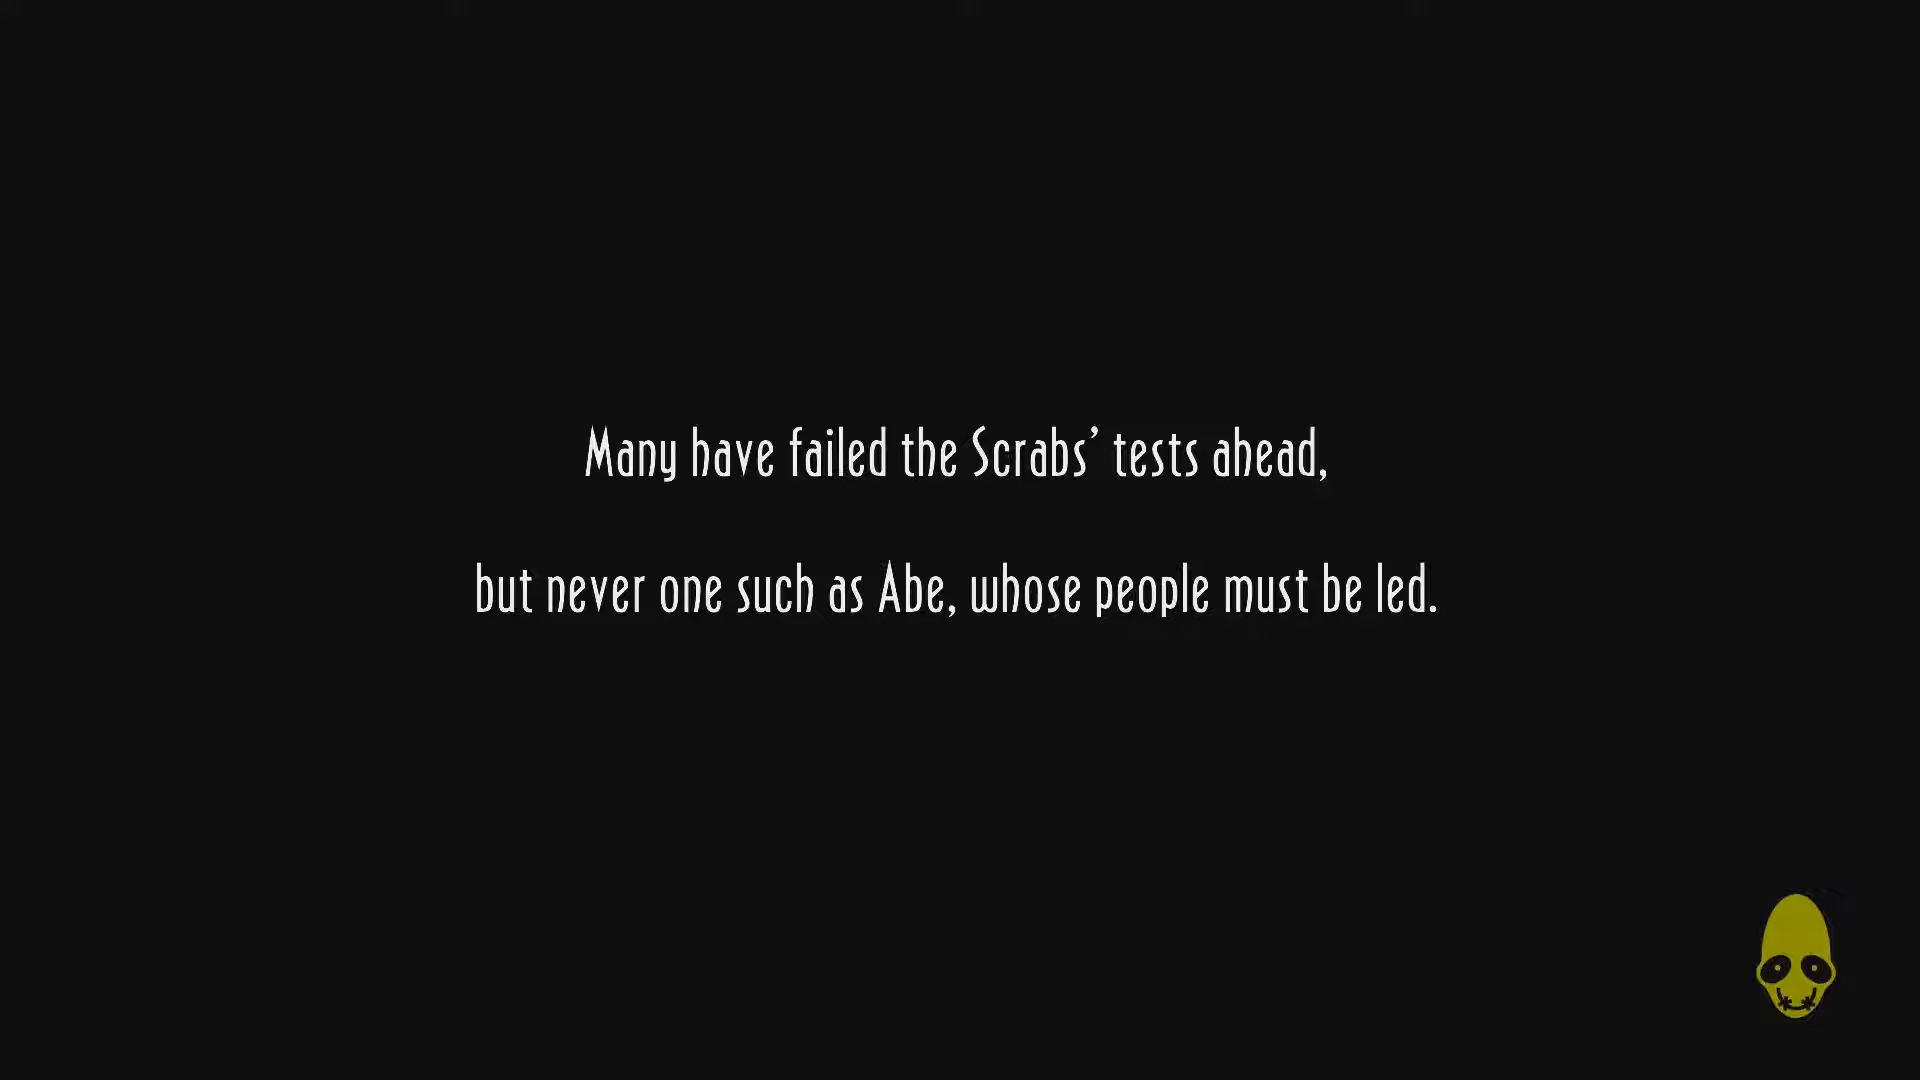 Many have failed the Scrabs’ tests ahead,
but never one such as Abe, whose people must be led.